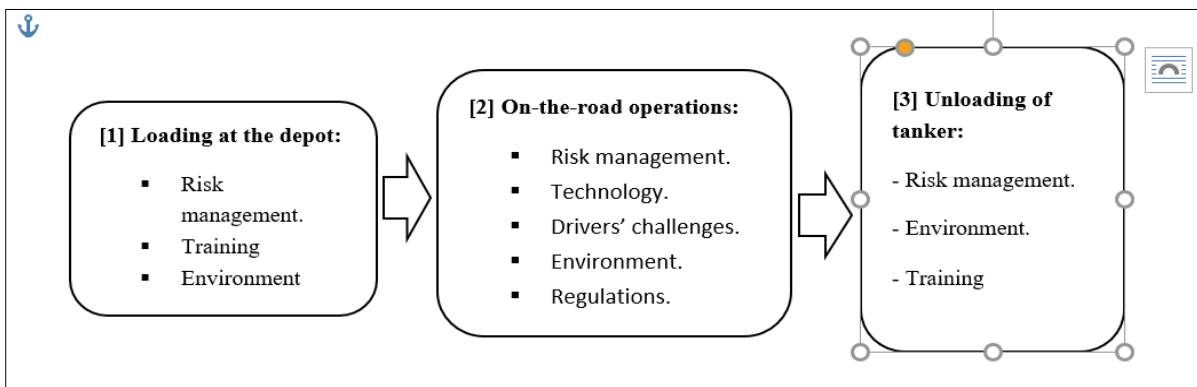 [1] Loading at the depot:
▪ Risk
management.
▪ Training
▪ Environment
[2] On-the-road operations:
▪ Risk management.
▪ Technology.
▪ Drivers’ challenges.
▪ Environment.
▪ Regulations.
[3] Unloading of
tanker:
- Risk management.
- Environment.
- Training